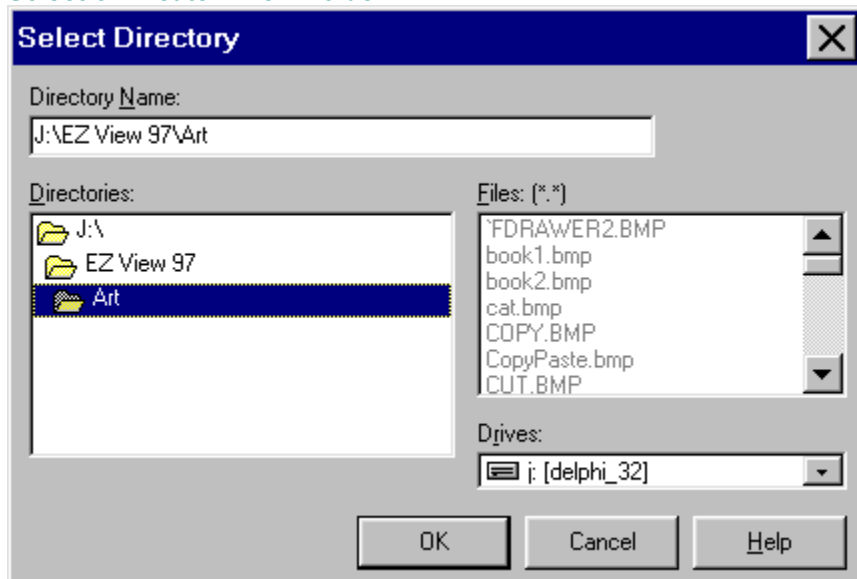 Select Directory
Directory Name:
J:\EZ View 97\Art
Directories:
J:\
EZ View 97
Art
Files: (*.*)
`FDRAWER2.BMP
book1.bmp
book2.bmp
cat.bmp
COPY.BMP
CopyPaste.bmp
CUT.BMP
Drives:
j: [delphi_32]
OK
Cancel
Help